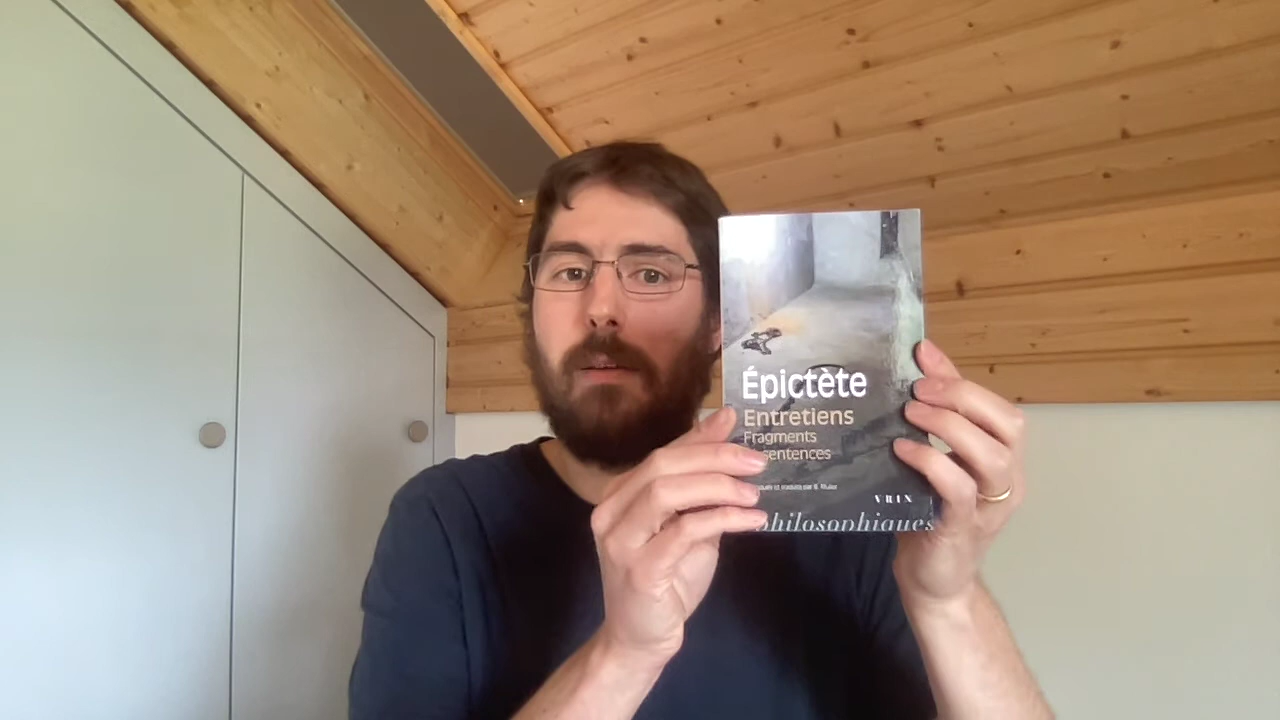 Épictète
Entretiens
Fragments
sentences
VRIN
philosophiques